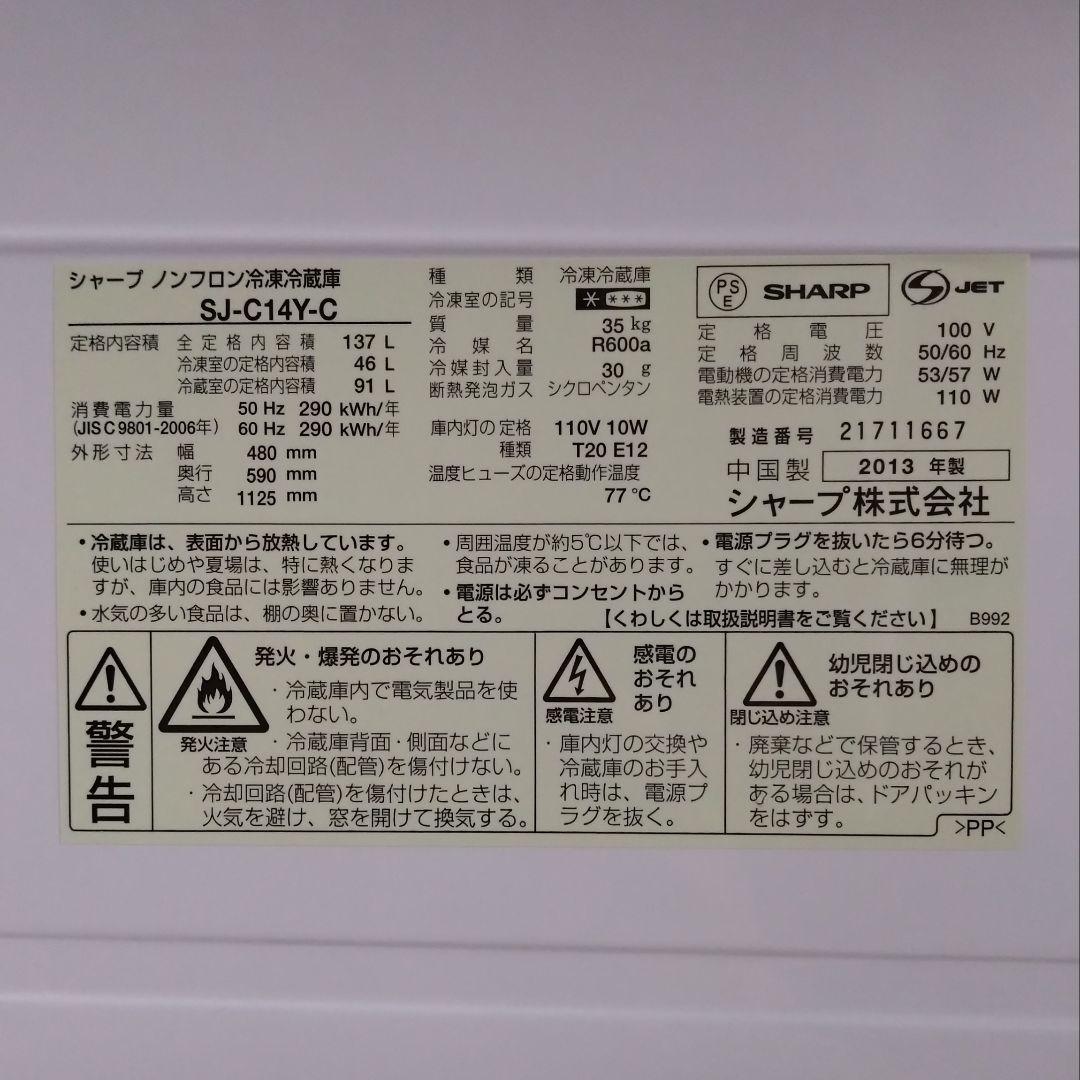 シャープ ノンフロン冷凍冷蔵庫
SJ-C14Y-C
定格内容積 全定格内容積 137 L
冷凍室の定格内容積 46 L
冷蔵室の定格内容積 91 L
消費電力量 50 Hz 290 kWh/年
(JIS C 9801-2006年) 60 Hz 290 kWh/年
外形寸法 幅 480 mm
奥行 590 mm
高さ 1125 mm
種類 冷凍冷蔵庫
冷凍室の記号 * ***
質量 35 kg
冷媒名 R600a
冷媒封入量 30 g
断熱発泡ガス シクロペンタン
庫内灯の定格 110V 10W
種類 T20 E12
温度ヒューズの定格動作温度
77 ℃
PS E SHARP S JET
定格電圧 100 V
定格周波数 50/60 Hz
電動機の定格消費電力 53/57 W
電熱装置の定格消費電力 110 W
製造番号 21711667
中国製 2013 年製
シャープ株式会社
・冷蔵庫は、表面から放熱しています。
使いはじめや夏場は、特に熱くなりま
すが、庫内の食品には影響ありません。
・水気の多い食品は、棚の奥に置かない。
・周囲温度が約5℃以下では、
食品が凍ることがあります。
・電源は必ずコンセントから
とる。
・電源プラグを抜いたら6分待つ。
すぐに差し込むと冷蔵庫に無理が
かかります。
【くわしくは取扱説明書をご覧ください】 B992
警告
発火注意
発火・爆発のおそれあり
・冷蔵庫内で電気製品を使
わない。
・冷蔵庫背面・側面などに
ある冷却回路(配管)を傷付けない。
・冷却回路(配管)を傷付けたときは、
火気を避け、窓を開けて換気する。
感電注意
感電の
おそれ
あり
・庫内灯の交換や
冷蔵庫のお手入
れ時は、電源プ
ラグを抜く。
閉じ込め注意
幼児閉じ込めの
おそれあり
・廃棄などで保管するとき、
幼児閉じ込めのおそれが
ある場合は、ドアパッキン
をはずす。
>PP<